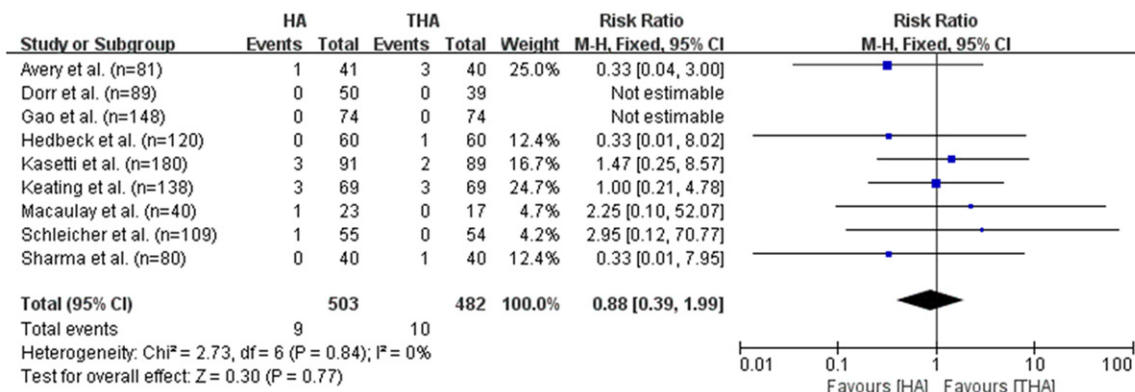 HA THA Risk Ratio Risk Ratio
Study or Subgroup Events Total Events Total Weight M-H, Fixed, 95% CI M-H, Fixed, 95% CI
Avery et al. (n=81) 1 41 3 40 25.0% 0.33 [0.04, 3.00]
Dorr et al. (n=89) 0 50 0 39 Not estimable
Gao et al. (n=148) 0 74 0 74 Not estimable
Hedbeck et al. (n=120) 0 60 1 60 12.4% 0.33 [0.01, 8.02]
Kasetti et al. (n=180) 3 91 2 89 16.7% 1.47 [0.25, 8.57]
Keating et al. (n=138) 3 69 3 69 24.7% 1.00 [0.21, 4.78]
Macaulay et al. (n=40) 1 23 0 17 4.7% 2.25 [0.10, 52.07]
Schleicher et al. (n=109) 1 55 0 54 4.2% 2.95 [0.12, 70.77]
Sharma et al. (n=80) 0 40 1 40 12.4% 0.33 [0.01, 7.95]
Total (95% CI) 503 482 100.0% 0.88 [0.39, 1.99]
Total events 9 10
Heterogeneity: Chi² = 2.73, df = 6 (P = 0.84); I² = 0%
Test for overall effect: Z = 0.30 (P = 0.77)
0.01 0.1 1 10 100
Favours [HA] Favours [THA]